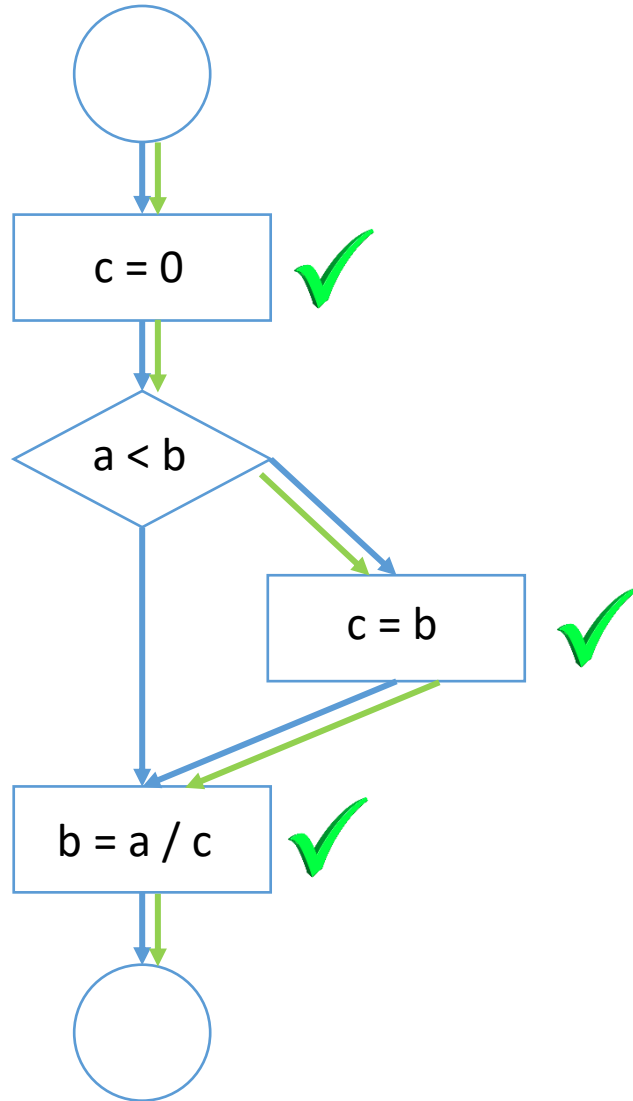 c = 0
a < b
c = b
b = a / c